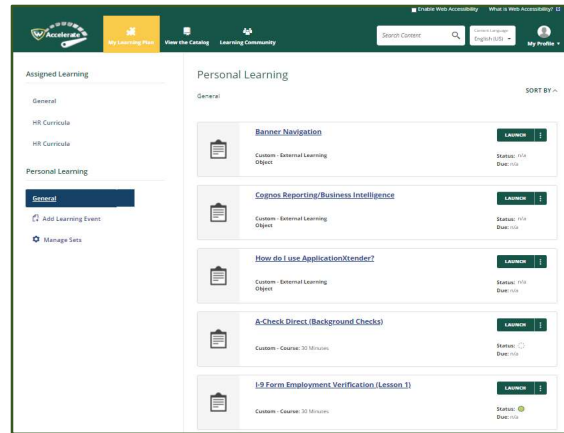 Enable Web Accessibility What is Web Accessibility?
Accelerate
My Learning Plan
View the Catalog
Learning Community
Search Content
Content Language
English (US)
My Profile
Assigned Learning
General
HR Curricula
HR Curricula
Personal Learning
General
Add Learning Event
Manage Sets
Personal Learning
General
SORT BY
Banner Navigation
Custom - External Learning
Object
LAUNCH
Status: n/a
Due: n/a
Cognos Reporting/Business Intelligence
Custom - External Learning
Object
LAUNCH
Status: n/a
Due: n/a
How do I use ApplicationXtender?
Custom - External Learning
Object
LAUNCH
Status: n/a
Due: n/a
A-Check Direct (Background Checks)
Custom - Course: 30 Minutes
LAUNCH
Status:
Due: n/a
I-9 Form Employment Verification (Lesson 1)
Custom - Course: 30 Minutes
LAUNCH
Status:
Due: n/a